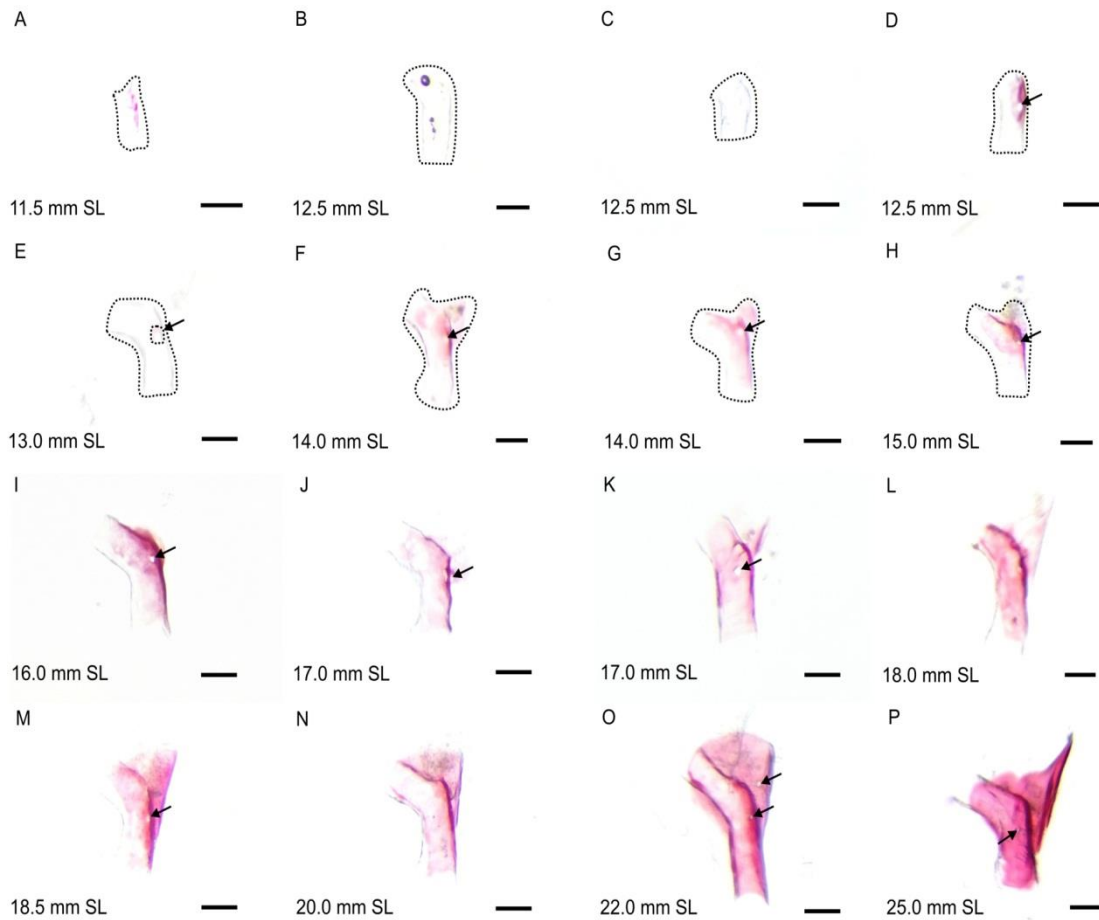 A B C D
11.5 mm SL 12.5 mm SL 12.5 mm SL 12.5 mm SL
E F G H
13.0 mm SL 14.0 mm SL 14.0 mm SL 15.0 mm SL
I J K L
16.0 mm SL 17.0 mm SL 17.0 mm SL 18.0 mm SL
M N O P
18.5 mm SL 20.0 mm SL 22.0 mm SL 25.0 mm SL